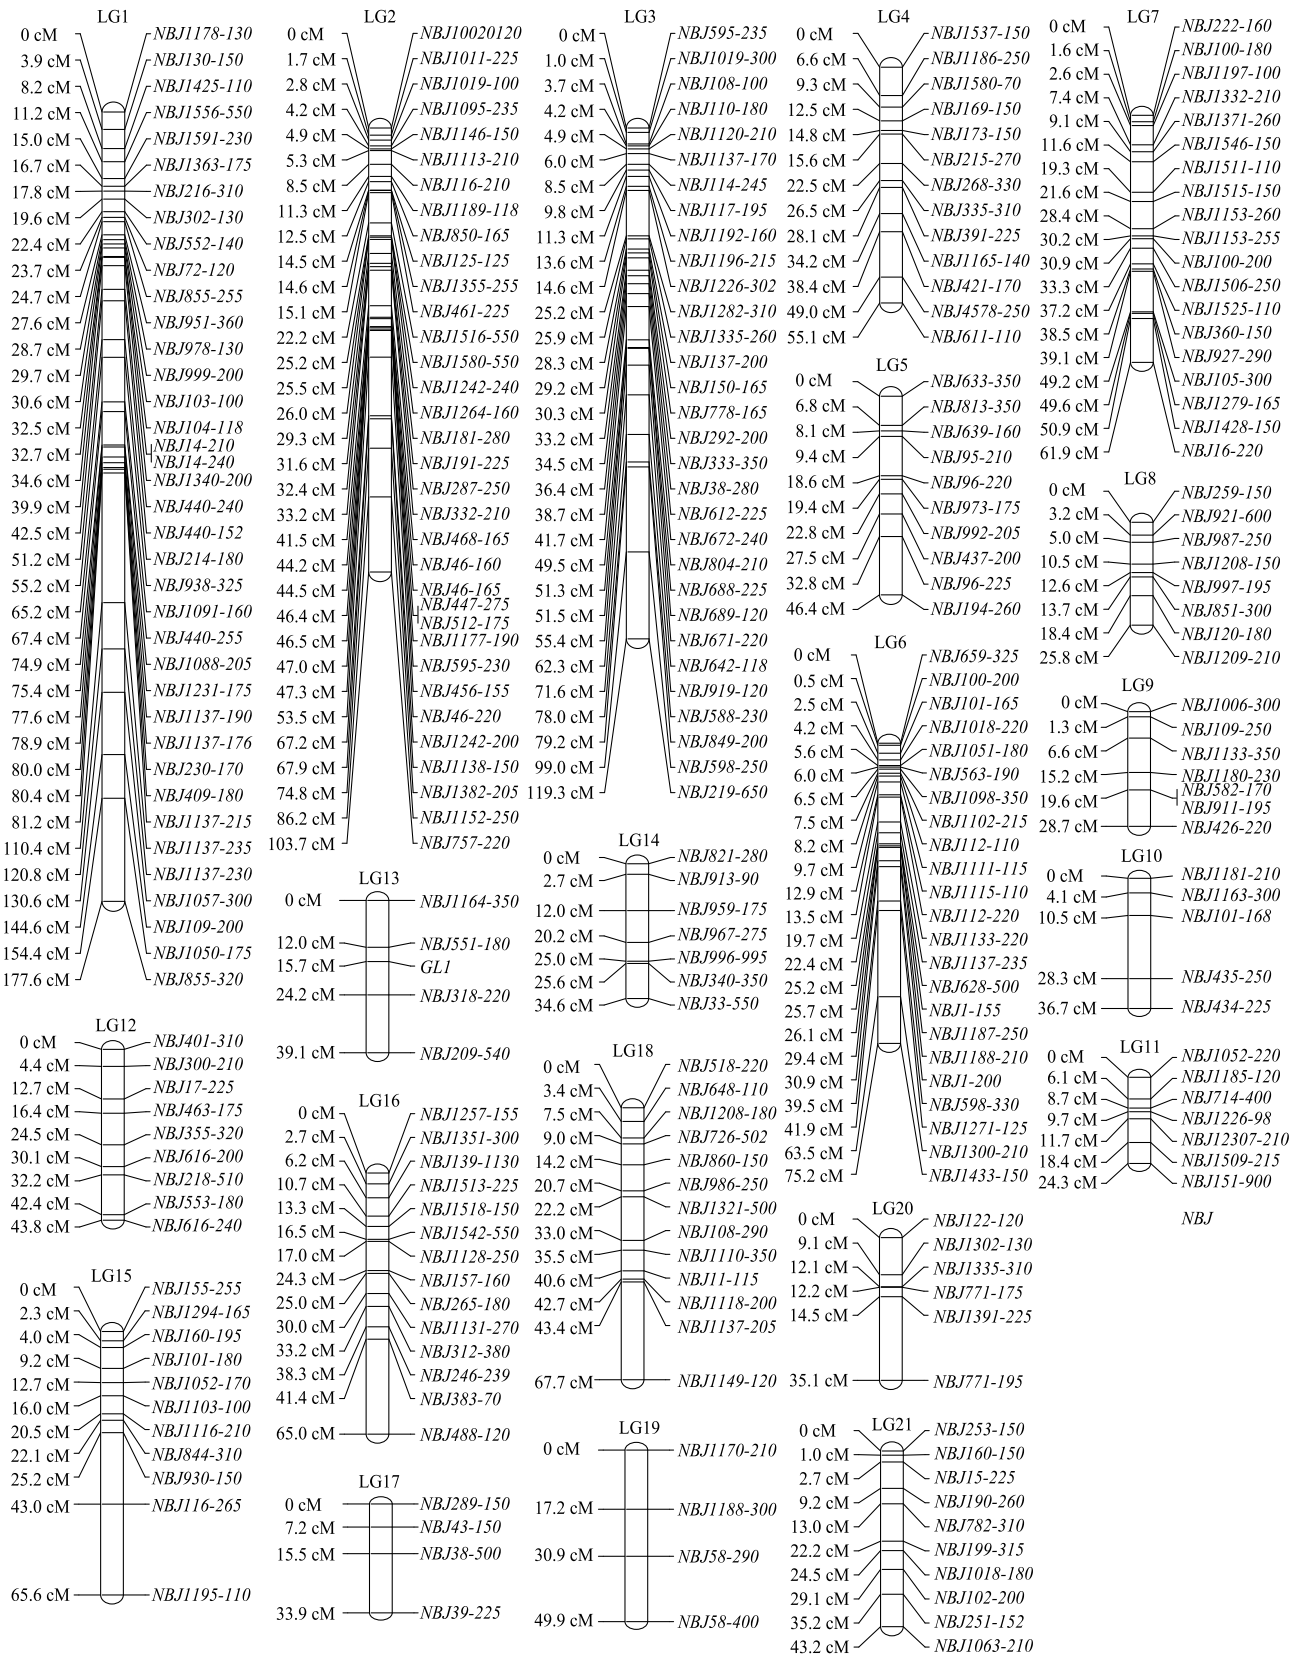 LG1
0 cM NBJ1178-130
3.9 cM NBJ130-150
8.2 cM NBJ1425-110
11.2 cM NBJ1556-550
15.0 cM NBJ1591-230
16.7 cM NBJ1363-175
17.8 cM NBJ216-310
19.6 cM NBJ302-130
22.4 cM NBJ552-140
23.7 cM NBJ72-120
24.7 cM NBJ855-255
27.6 cM NBJ951-360
28.7 cM NBJ978-130
29.7 cM NBJ999-200
30.6 cM NBJ103-100
32.5 cM NBJ104-118
32.7 cM NBJ14-210
NBJ14-240
34.6 cM NBJ1340-200
39.9 cM NBJ440-240
42.5 cM NBJ440-152
51.2 cM NBJ214-180
55.2 cM NBJ938-325
65.2 cM NBJ1091-160
67.4 cM NBJ440-255
74.9 cM NBJ1088-205
75.4 cM NBJ1231-175
77.6 cM NBJ1137-190
78.9 cM NBJ1137-176
80.0 cM NBJ230-170
80.4 cM NBJ409-180
81.2 cM NBJ1137-215
110.4 cM NBJ1137-235
120.8 cM NBJ1137-230
130.6 cM NBJ1057-300
144.6 cM NBJ109-200
154.4 cM NBJ1050-175
177.6 cM NBJ855-320
LG2
0 cM NBJ10020120
1.7 cM NBJ1011-225
2.8 cM NBJ1019-100
4.2 cM NBJ1095-235
4.9 cM NBJ1146-150
5.3 cM NBJ1113-210
8.5 cM NBJ116-210
11.3 cM NBJ1189-118
12.5 cM NBJ850-165
14.5 cM NBJ125-125
14.6 cM NBJ1355-255
15.1 cM NBJ461-225
22.2 cM NBJ1516-550
25.2 cM NBJ1580-550
25.5 cM NBJ1242-240
26.0 cM NBJ1264-160
29.3 cM NBJ181-280
31.6 cM NBJ191-225
32.4 cM NBJ287-250
33.2 cM NBJ332-210
41.5 cM NBJ468-165
44.2 cM NBJ46-160
44.5 cM NBJ46-165
46.4 cM NBJ447-275
NBJ512-175
46.5 cM NBJ1177-190
47.0 cM NBJ595-230
47.3 cM NBJ456-155
53.5 cM NBJ46-220
67.2 cM NBJ1242-200
67.9 cM NBJ1138-150
74.8 cM NBJ1382-205
86.2 cM NBJ1152-250
103.7 cM NBJ757-220
LG3
0 cM NBJ595-235
1.0 cM NBJ1019-300
3.7 cM NBJ108-100
4.2 cM NBJ110-180
4.9 cM NBJ1120-210
6.0 cM NBJ1137-170
8.5 cM NBJ114-245
9.8 cM NBJ117-195
11.3 cM NBJ1192-160
13.6 cM NBJ1196-215
14.6 cM NBJ1226-302
25.2 cM NBJ1282-310
25.9 cM NBJ1335-260
28.3 cM NBJ137-200
29.2 cM NBJ150-165
30.3 cM NBJ778-165
33.2 cM NBJ292-200
34.5 cM NBJ333-350
36.4 cM NBJ38-280
38.7 cM NBJ612-225
41.7 cM NBJ672-240
49.5 cM NBJ804-210
51.3 cM NBJ688-225
51.5 cM NBJ689-120
55.4 cM NBJ671-220
62.3 cM NBJ642-118
71.6 cM NBJ919-120
78.0 cM NBJ588-230
79.2 cM NBJ849-200
99.0 cM NBJ598-250
119.3 cM NBJ219-650
LG4
0 cM NBJ1537-150
6.6 cM NBJ1186-250
9.3 cM NBJ1580-70
12.5 cM NBJ169-150
14.8 cM NBJ173-150
15.6 cM NBJ215-270
22.5 cM NBJ268-330
26.5 cM NBJ335-310
28.1 cM NBJ391-225
34.2 cM NBJ1165-140
38.4 cM NBJ421-170
49.0 cM NBJ4578-250
55.1 cM NBJ611-110
LG5
0 cM NBJ633-350
6.8 cM NBJ813-350
8.1 cM NBJ639-160
9.4 cM NBJ95-210
18.6 cM NBJ96-220
19.4 cM NBJ973-175
22.8 cM NBJ992-205
27.5 cM NBJ437-200
32.8 cM NBJ96-225
46.4 cM NBJ194-260
LG6
0 cM NBJ659-325
0.5 cM NBJ100-200
2.5 cM NBJ101-165
4.2 cM NBJ1018-220
5.6 cM NBJ1051-180
6.0 cM NBJ563-190
6.5 cM NBJ1098-350
7.5 cM NBJ1102-215
8.2 cM NBJ112-110
9.7 cM NBJ1111-115
12.9 cM NBJ1115-110
13.5 cM NBJ112-220
19.7 cM NBJ1133-220
22.4 cM NBJ1137-235
25.2 cM NBJ628-500
25.7 cM NBJ1-155
26.1 cM NBJ1187-250
29.4 cM NBJ1188-210
30.9 cM NBJ1-200
39.5 cM NBJ598-330
41.9 cM NBJ1271-125
63.5 cM NBJ1300-210
75.2 cM NBJ1433-150
LG7
0 cM NBJ222-160
1.6 cM NBJ100-180
2.6 cM NBJ1197-100
7.4 cM NBJ1332-210
9.1 cM NBJ1371-260
11.6 cM NBJ1546-150
19.3 cM NBJ1511-110
21.6 cM NBJ1515-150
28.4 cM NBJ1153-260
30.2 cM NBJ1153-255
30.9 cM NBJ100-200
33.3 cM NBJ1506-250
37.2 cM NBJ1525-110
38.5 cM NBJ360-150
39.1 cM NBJ927-290
49.2 cM NBJ105-300
49.6 cM NBJ1279-165
50.9 cM NBJ1428-150
61.9 cM NBJ16-220
LG8
0 cM NBJ259-150
3.2 cM NBJ921-600
5.0 cM NBJ987-250
10.5 cM NBJ1208-150
12.6 cM NBJ997-195
13.7 cM NBJ851-300
18.4 cM NBJ120-180
25.8 cM NBJ1209-210
LG9
0 cM NBJ1006-300
1.3 cM NBJ109-250
6.6 cM NBJ1133-350
15.2 cM NBJ1180-230
19.6 cM NBJ582-170
NBJ911-195
28.7 cM NBJ426-220
LG10
0 cM NBJ1181-210
4.1 cM NBJ1163-300
10.5 cM NBJ101-168
28.3 cM NBJ435-250
36.7 cM NBJ434-225
LG11
0 cM NBJ1052-220
6.1 cM NBJ1185-120
8.7 cM NBJ714-400
9.7 cM NBJ1226-98
11.7 cM NBJ12307-210
18.4 cM NBJ1509-215
24.3 cM NBJ151-900
NBJ
LG12
0 cM NBJ401-310
4.4 cM NBJ300-210
12.7 cM NBJ17-225
16.4 cM NBJ463-175
24.5 cM NBJ355-320
30.1 cM NBJ616-200
32.2 cM NBJ218-510
42.4 cM NBJ553-180
43.8 cM NBJ616-240
LG13
0 cM NBJ1164-350
12.0 cM NBJ551-180
15.7 cM GL1
24.2 cM NBJ318-220
39.1 cM NBJ209-540
LG14
0 cM NBJ821-280
2.7 cM NBJ913-90
12.0 cM NBJ959-175
20.2 cM NBJ967-275
25.0 cM NBJ996-995
25.6 cM NBJ340-350
34.6 cM NBJ33-550
LG15
0 cM NBJ155-255
2.3 cM NBJ1294-165
4.0 cM NBJ160-195
9.2 cM NBJ101-180
12.7 cM NBJ1052-170
16.0 cM NBJ1103-100
20.5 cM NBJ1116-210
22.1 cM NBJ844-310
25.2 cM NBJ930-150
43.0 cM NBJ116-265
65.6 cM NBJ1195-110
LG16
0 cM NBJ1257-155
2.7 cM NBJ1351-300
6.2 cM NBJ139-1130
10.7 cM NBJ1513-225
13.3 cM NBJ1518-150
16.5 cM NBJ1542-550
17.0 cM NBJ1128-250
24.3 cM NBJ157-160
25.0 cM NBJ265-180
30.0 cM NBJ1131-270
33.2 cM NBJ312-380
38.3 cM NBJ246-239
41.4 cM NBJ383-70
65.0 cM NBJ488-120
LG17
0 cM NBJ289-150
7.2 cM NBJ43-150
15.5 cM NBJ38-500
33.9 cM NBJ39-225
LG18
0 cM NBJ518-220
3.4 cM NBJ648-110
7.5 cM NBJ1208-180
9.0 cM NBJ726-502
14.2 cM NBJ860-150
20.7 cM NBJ986-250
22.2 cM NBJ1321-500
33.0 cM NBJ108-290
35.5 cM NBJ1110-350
40.6 cM NBJ11-115
42.7 cM NBJ1118-200
43.4 cM NBJ1137-205
67.7 cM NBJ1149-120
LG19
0 cM NBJ1170-210
17.2 cM NBJ1188-300
30.9 cM NBJ58-290
49.9 cM NBJ58-400
LG20
0 cM NBJ122-120
9.1 cM NBJ1302-130
12.1 cM NBJ1335-310
12.2 cM NBJ771-175
14.5 cM NBJ1391-225
35.1 cM NBJ771-195
LG21
0 cM NBJ253-150
1.0 cM NBJ160-150
2.7 cM NBJ15-225
9.2 cM NBJ190-260
13.0 cM NBJ782-310
22.2 cM NBJ199-315
24.5 cM NBJ1018-180
29.1 cM NBJ102-200
35.2 cM NBJ251-152
43.2 cM NBJ1063-210